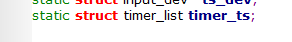 static struct input_dev *ts_dev;
static struct timer_list timer_ts;